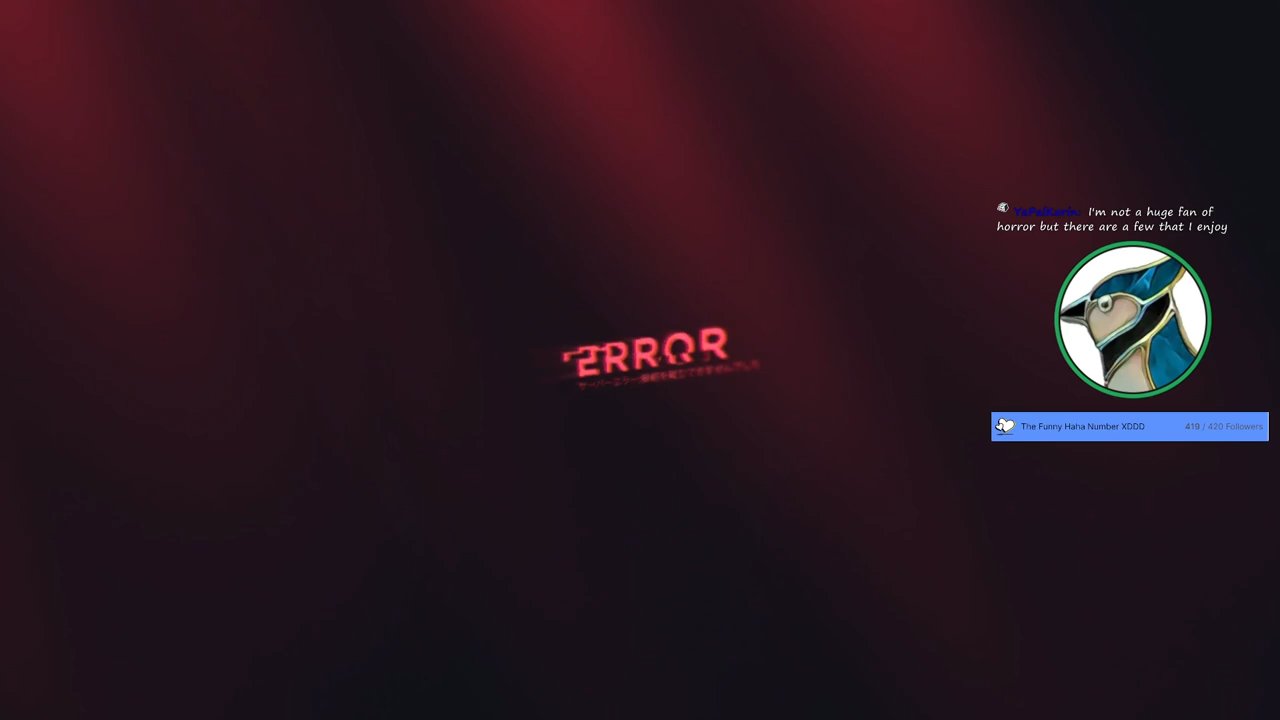 YaFoiKorin: I'm not a huge fan of
horror but there are a few that I enjoy
ERROR
The Funny Haha Number XDDD 419 / 420 Followers